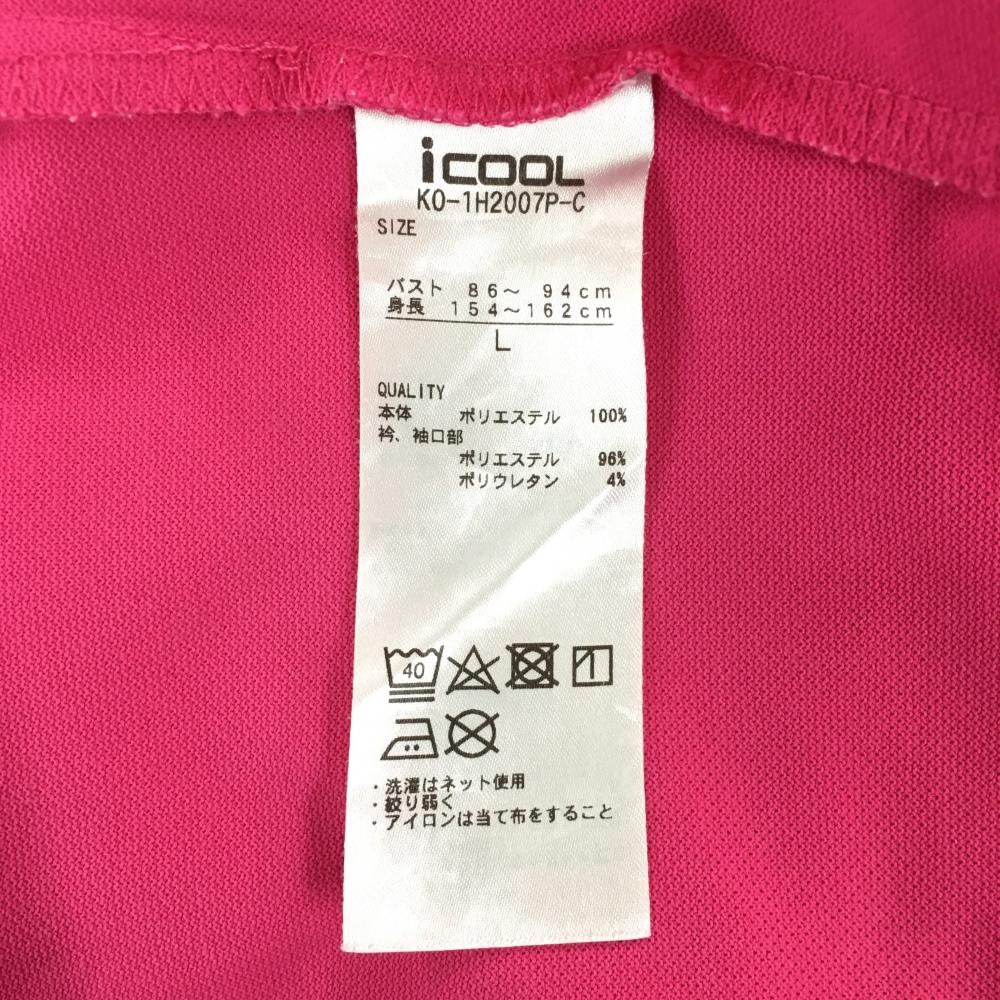 iCOOL
KO-1H2007P-C
SIZE
バスト 86～ 94cm
身長 154～162cm
L
QUALITY
本体 ポリエステル 100%
衿、袖口部
ポリエステル 96%
ポリウレタン 4%
40
・洗濯はネット使用
・絞り弱く
・アイロンは当て布をすること